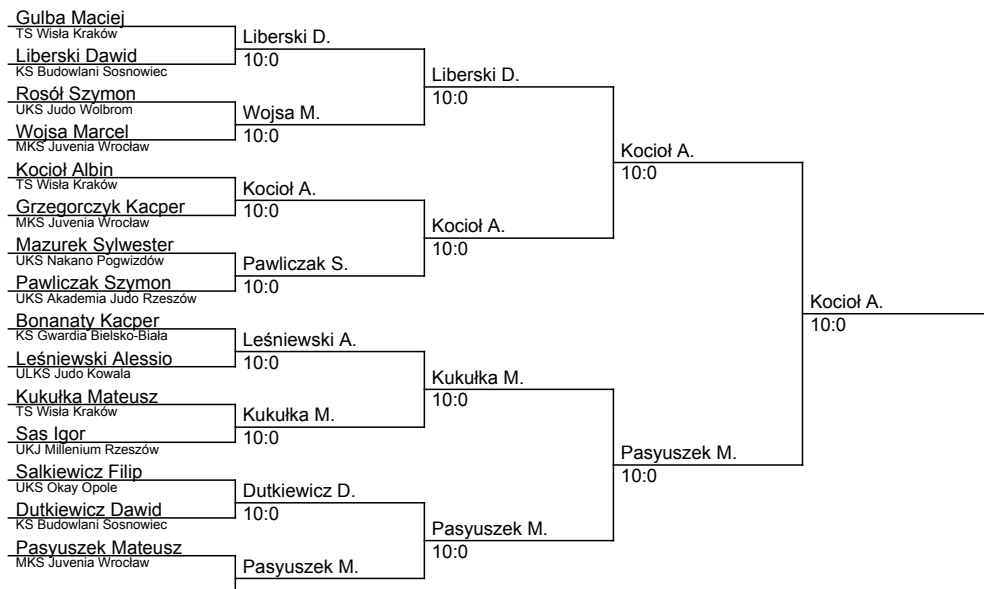 Gulba Maciej
TS Wisła Kraków
Liberski Dawid
KS Budowlani Sosnowiec
Rosół Szymon
UKS Judo Wolbrom
Wojsa Marcel
MKS Juvenia Wrocław
Kocioł Albin
TS Wisła Kraków
Grzegorczyk Kacper
MKS Juvenia Wrocław
Mazurek Sylwester
UKS Nakano Pogwizdów
Pawliczak Szymon
UKS Akademia Judo Rzeszów
Bonanaty Kacper
KS Gwardia Bielsko-Biała
Leśniewski Alessio
ULKS Judo Kowala
Kukułka Mateusz
TS Wisła Kraków
Sas Igor
UKJ Millenium Rzeszów
Salkiewicz Filip
UKS Okay Opole
Dutkiewicz Dawid
KS Budowlani Sosnowiec
Pasyuszek Mateusz
MKS Juvenia Wrocław
Liberski D.
10:0
Wojsa M.
10:0
Kocioł A.
10:0
Pawliczak S.
10:0
Leśniewski A.
10:0
Kukułka M.
10:0
Dutkiewicz D.
10:0
Pasyuszek M.
Liberski D.
10:0
Kocioł A.
10:0
Kukułka M.
10:0
Pasyuszek M.
10:0
Kocioł A.
10:0
Pasyuszek M.
10:0
Kocioł A.
10:0